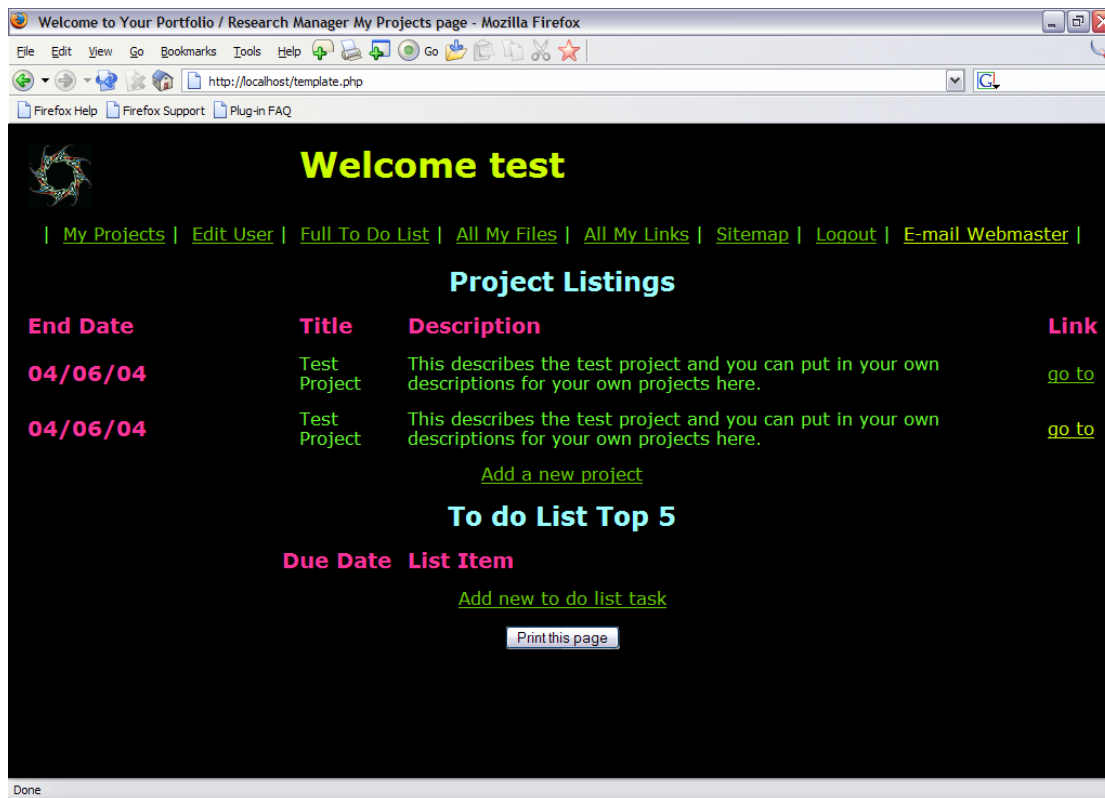 Welcome to Your Portfolio / Research Manager My Projects page - Mozilla Firefox
File Edit View Go Bookmarks Tools Help Go
http://localhost/template.php G
Firefox Help Firefox Support Plug-in FAQ
Welcome test
| My Projects | Edit User | Full To Do List | All My Files | All My Links | Sitemap | Logout | E-mail Webmaster |
Project Listings
End Date Title Description Link
04/06/04 Test Project This describes the test project and you can put in your own descriptions for your own projects here. go to
04/06/04 Test Project This describes the test project and you can put in your own descriptions for your own projects here. go to
Add a new project
To do List Top 5
Due Date List Item
Add new to do list task
Print this page
Done